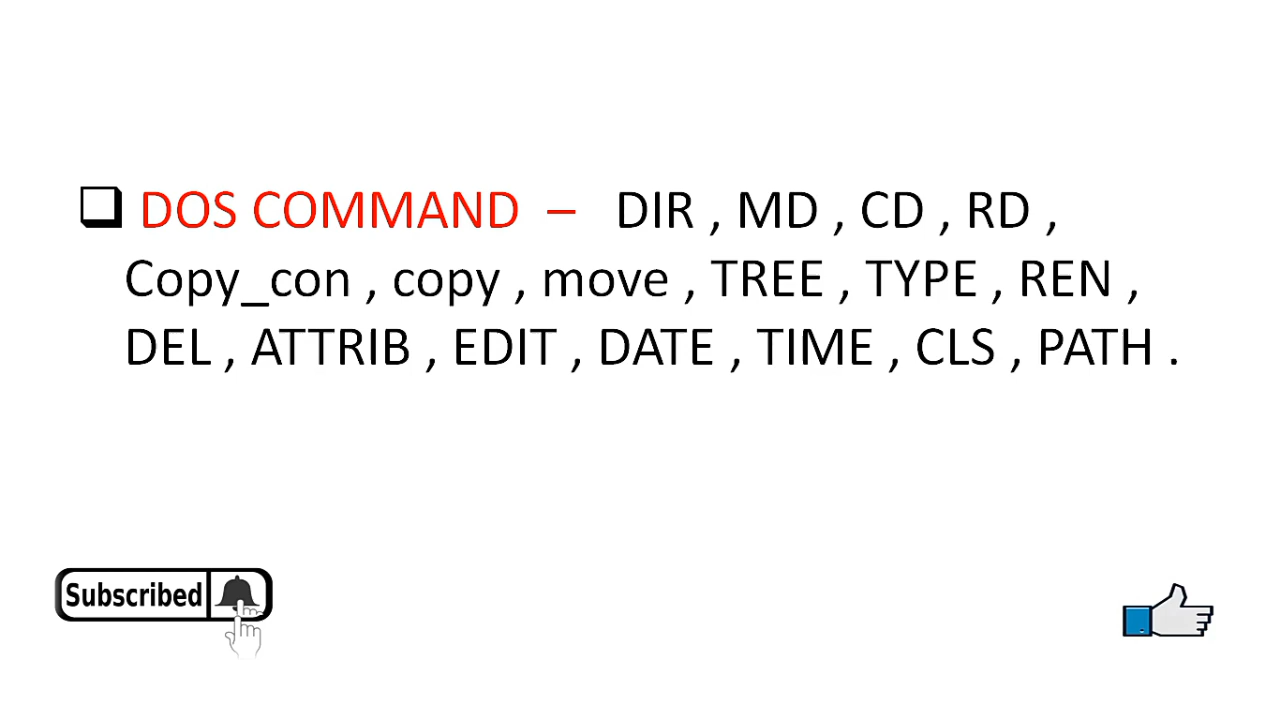 DOS COMMAND – DIR , MD , CD , RD ,
Copy_con , copy , move , TREE , TYPE , REN ,
DEL , ATTRIB , EDIT , DATE , TIME , CLS , PATH .
Subscribed